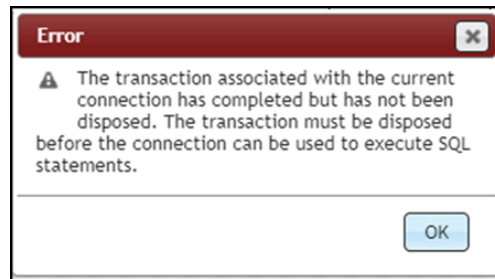 Error
The transaction associated with the current
connection has completed but has not been
disposed. The transaction must be disposed
before the connection can be used to execute SQL
statements.
OK